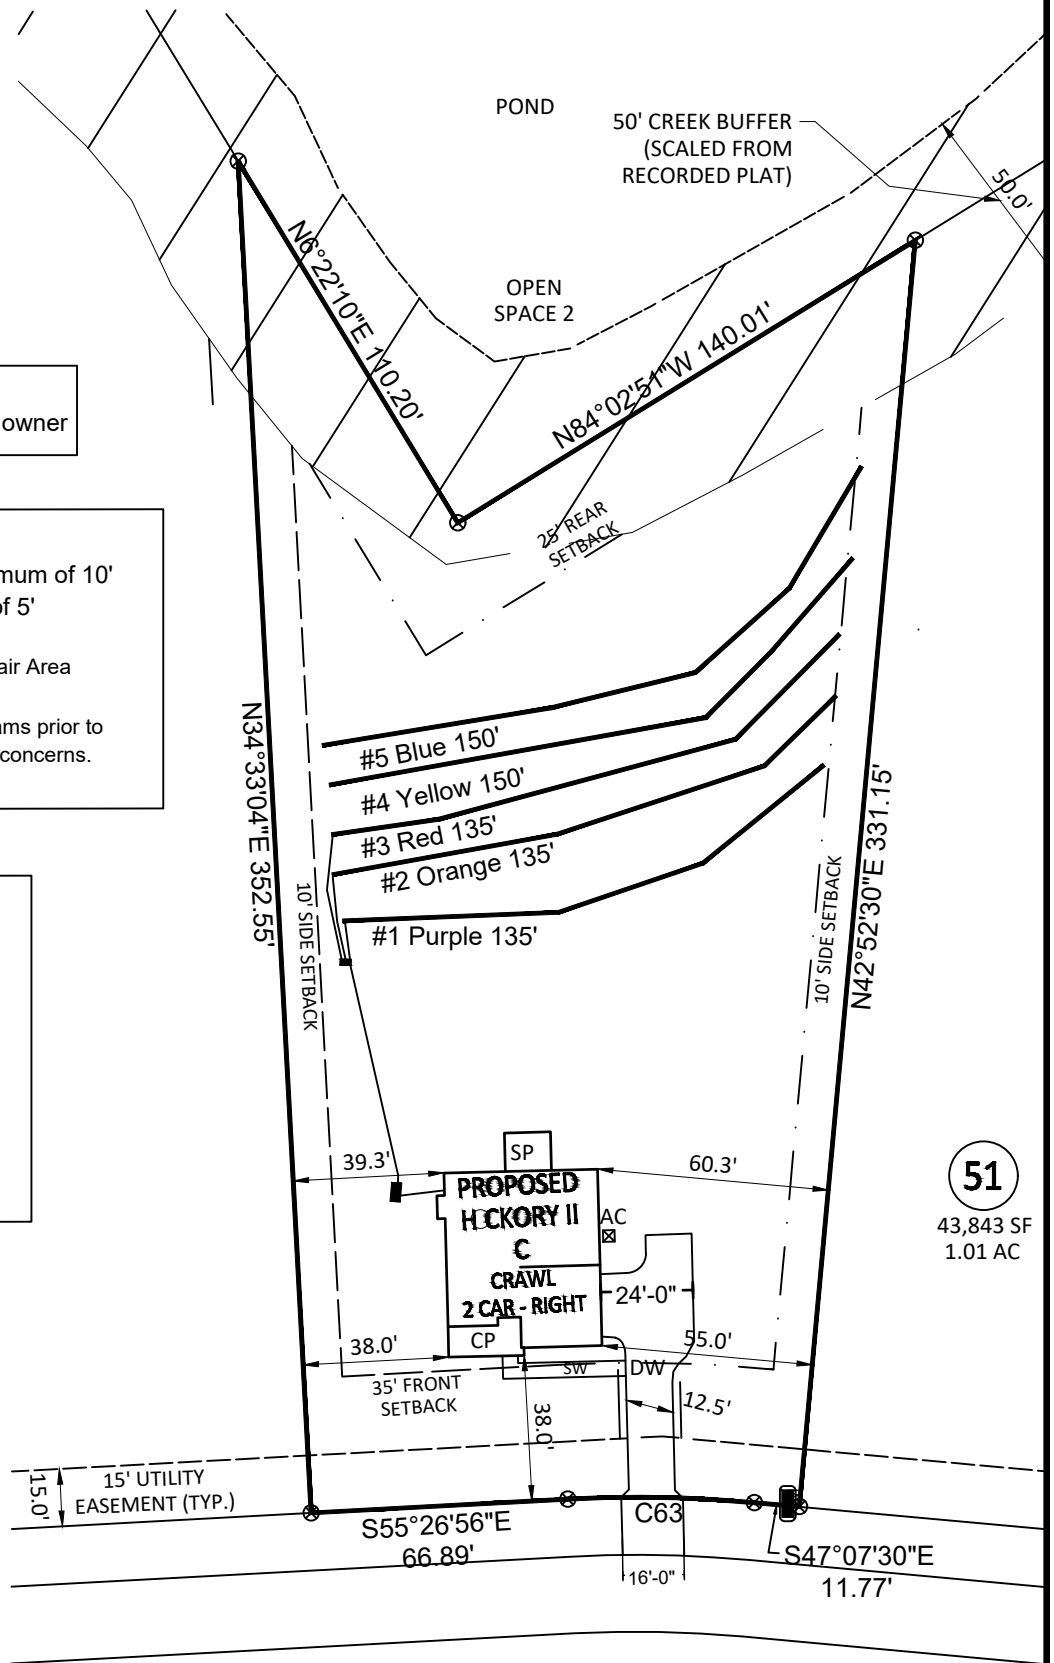 POND
50' CREEK BUFFER
(SCALED FROM
RECORDED PLAT)
50.0'
N6°22'10"E 110.20'
OPEN
SPACE 2
N84°02'51"W 140.01'
owner
25' REAR
SETBACK
of 10'
of 5'
Area
prior to
concerns.
N34°33'04"E 352.55'
#5 Blue 150'
#4 Yellow 150'
#3 Red 135'
#2 Orange 135'
#1 Purple 135'
10' SIDE SETBACK
10' SIDE SETBACK
N42°52'30"E 331.15'
39.3'
SP
60.3'
PROPOSED
HICKORY II
C
CRAWL
2 CAR - RIGHT
AC
24'-0"
51
43,843 SF
1.01 AC
38.0'
CP
55.0'
SW
DW
35' FRONT
SETBACK
38.0'
12.5'
15.0'
15' UTILITY
EASEMENT (TYP.)
S55°26'56"E
66.89'
C63
S47°07'30"E
11.77'
16'-0"